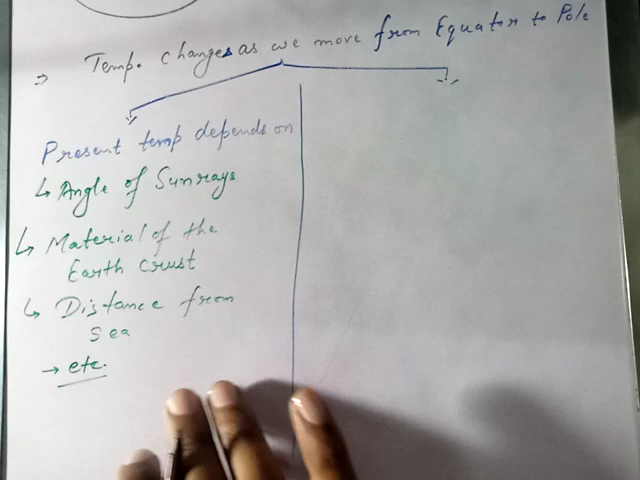 ⇒ Temp. changes as we move from Equator to Pole
Present temp depends on
↳ Angle of Sunrays
↳ Material of the
Earth crust
↳ Distance from
sea
→ etc.